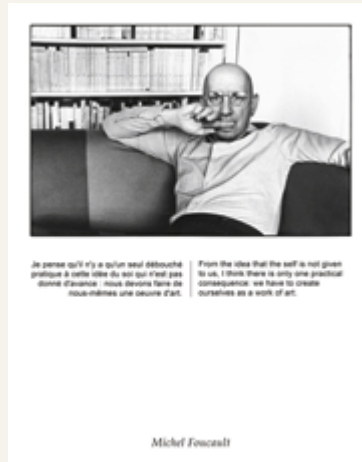 Je pense qu'il n'y a qu'un seul débouché
pratique à cette idée du soi qui n'est pas
donné d'avance : nous devons faire de
nous-mêmes une oeuvre d'art.
From the idea that the self is not given
to us, I think there is only one practical
consequence: we have to create
ourselves as a work of art.
Michel Foucault